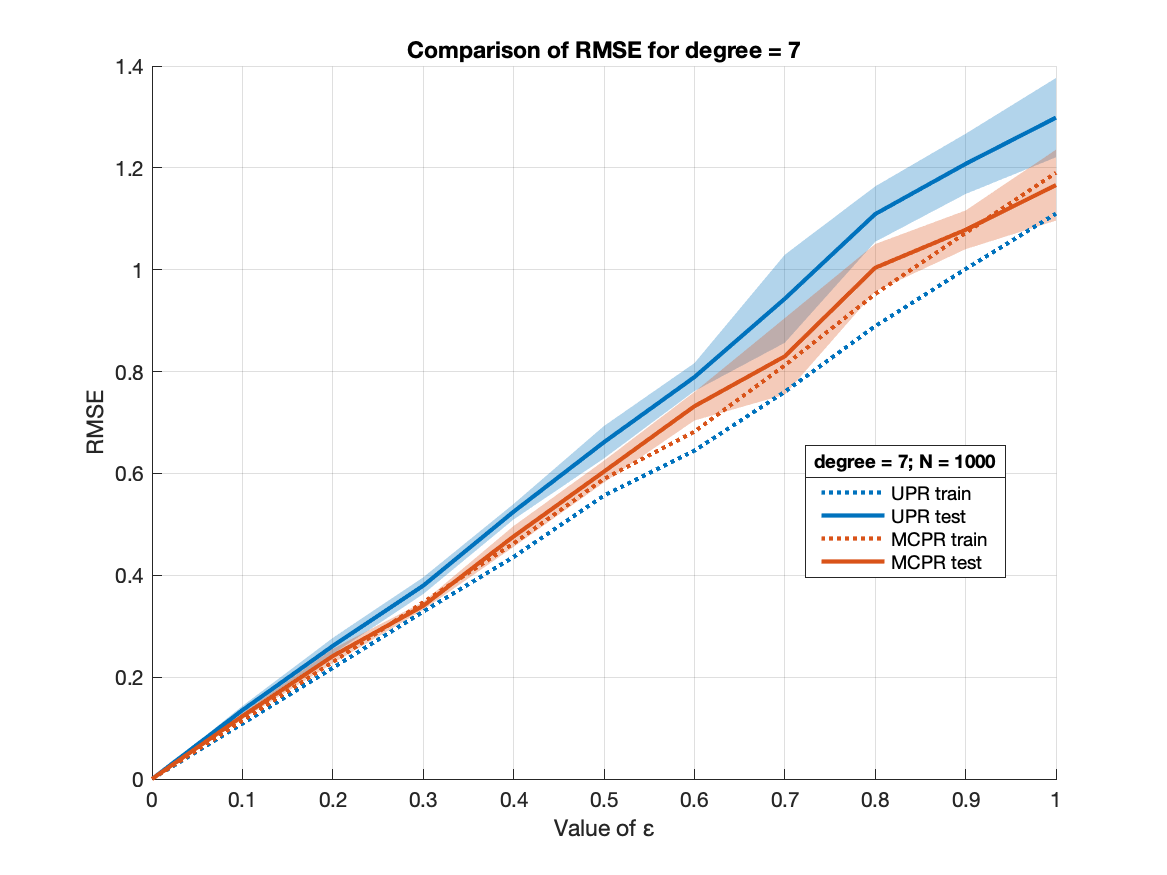 Comparison of RMSE for degree = 7
1.4
1.2
1
0.8
0.6
0.4
0.2
0
RMSE
degree = 7; N = 1000
UPR train
UPR test
MCPR train
MCPR test
0 0.1 0.2 0.3 0.4 0.5 0.6 0.7 0.8 0.9 1
Value of ε